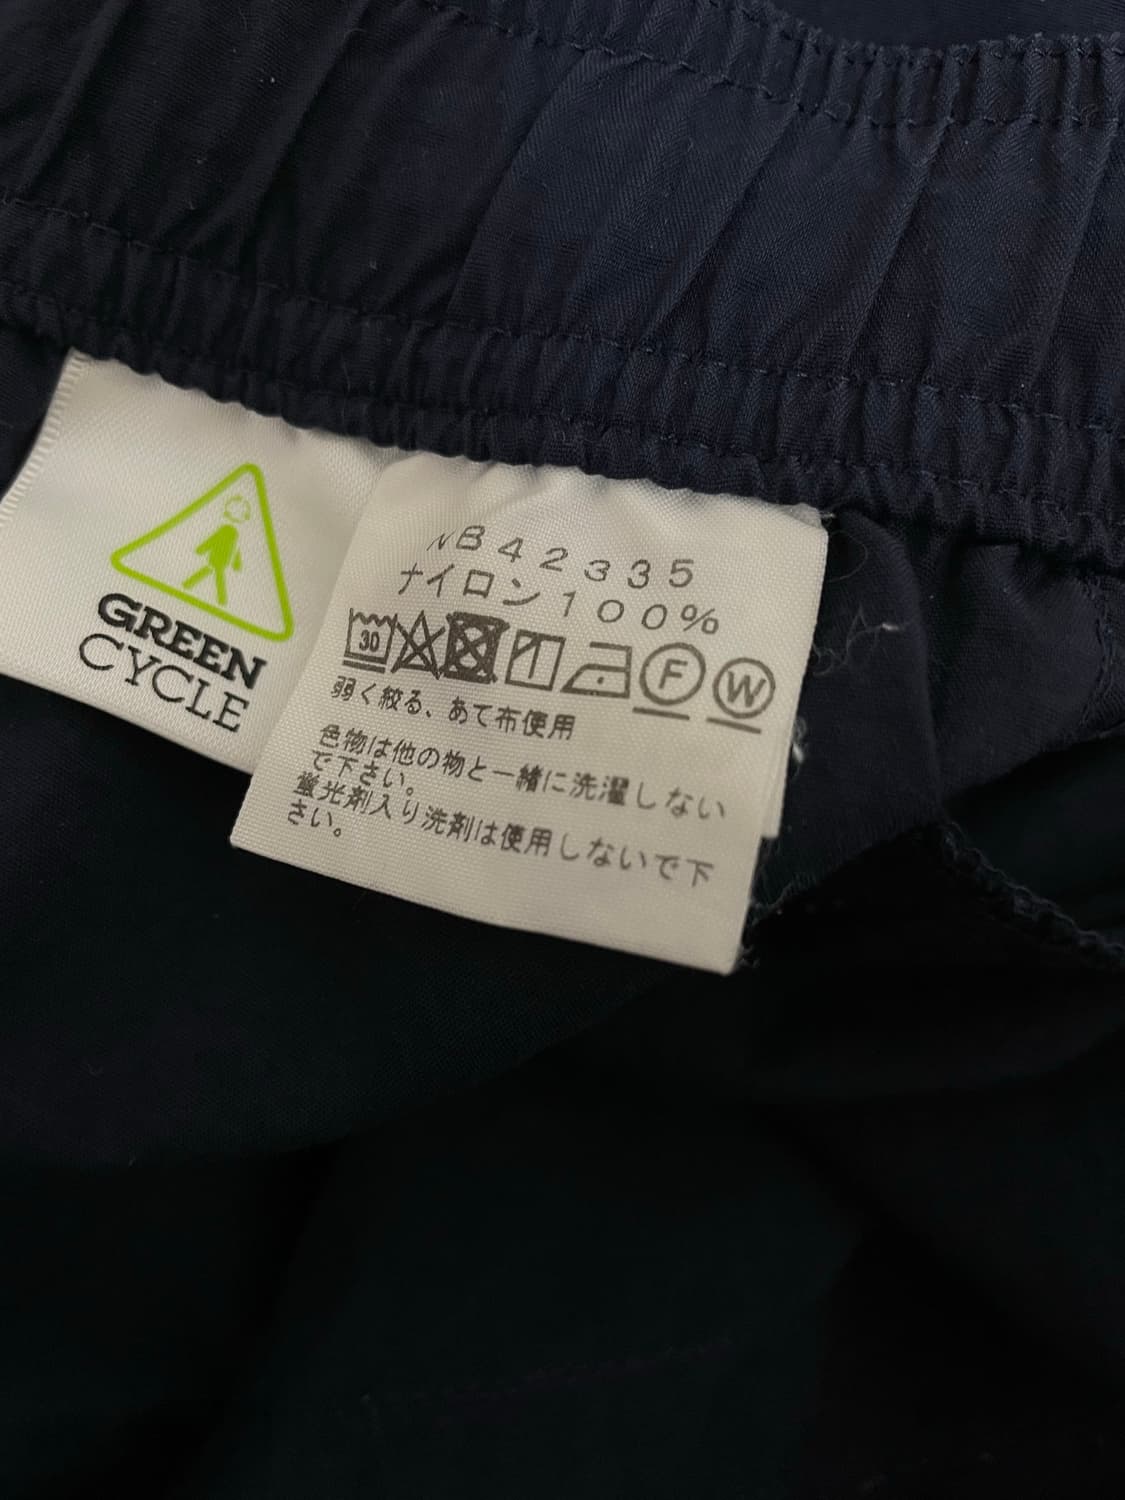 GREEN
CYCLE
NB42335
ナイロン100%
30
F
W
弱く絞る、あて布使用
色物は他の物と一緒に洗濯しない
で下さい。
蛍光剤入り洗剤は使用しないで下
さい。